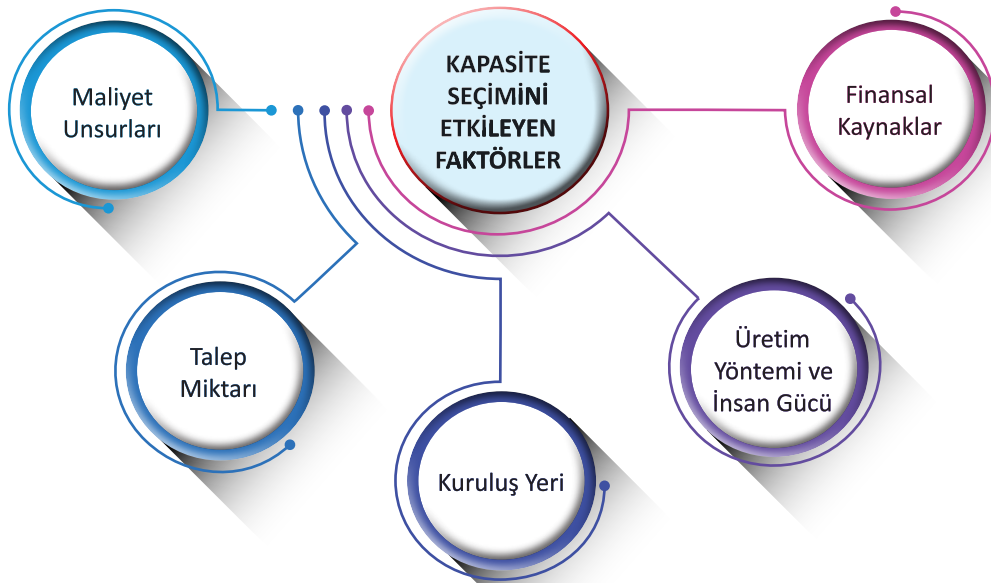 KAPASİTE
SEÇİMİNİ
ETKİLEYEN
FAKTÖRLER
Maliyet
Unsurları
Talep
Miktarı
Kuruluş Yeri
Üretim
Yöntemi ve
İnsan Gücü
Finansal
Kaynaklar